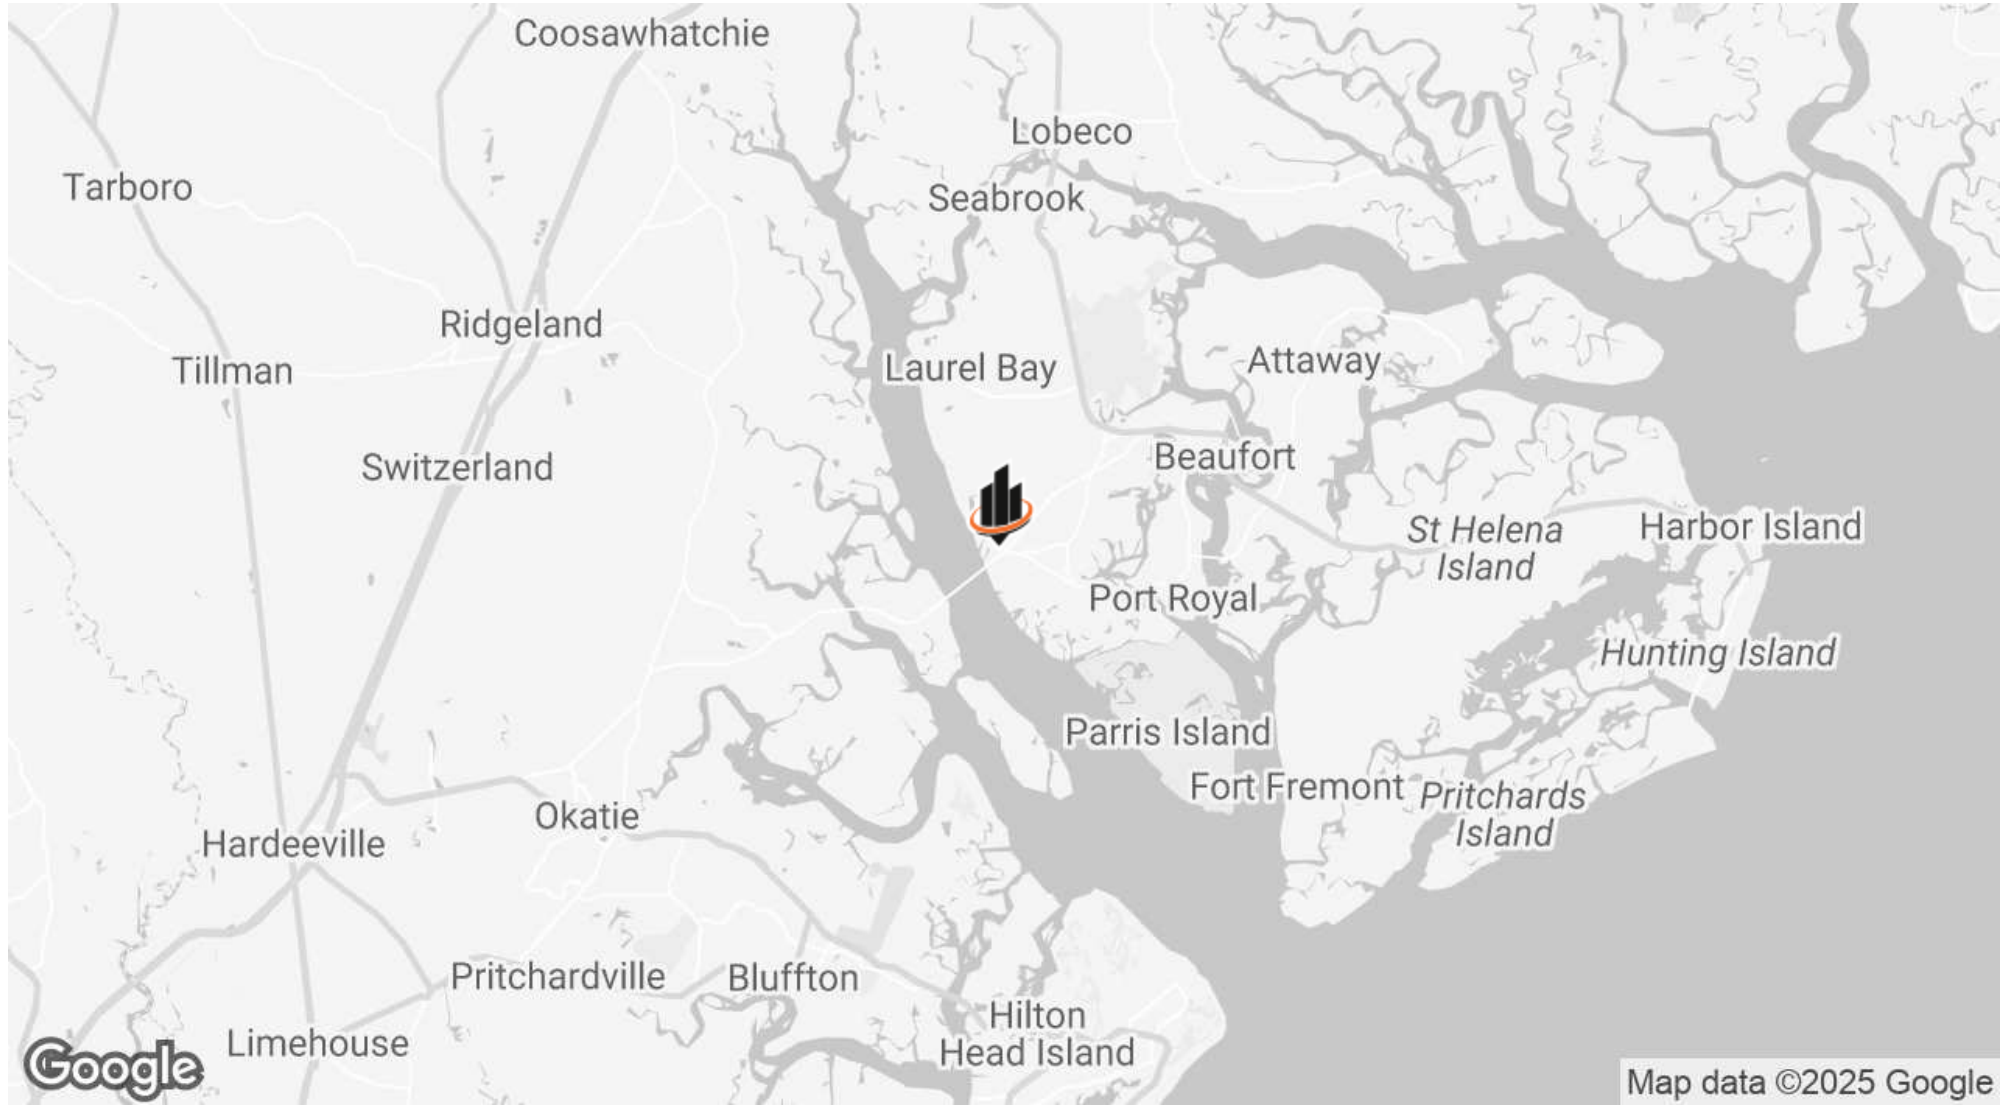 Coosawhatchie
Lobeco
Tarboro
Seabrook
Ridgeland
Tillman
Laurel Bay
Attaway
Switzerland
Beaufort
St Helena
Island
Harbor Island
Port Royal
Hunting Island
Parris Island
Fort Fremont
Pritchards
Island
Okatie
Hardeeville
Pritchardville
Bluffton
Hilton
Head Island
Limehouse
Google
Map data ©2025 Google